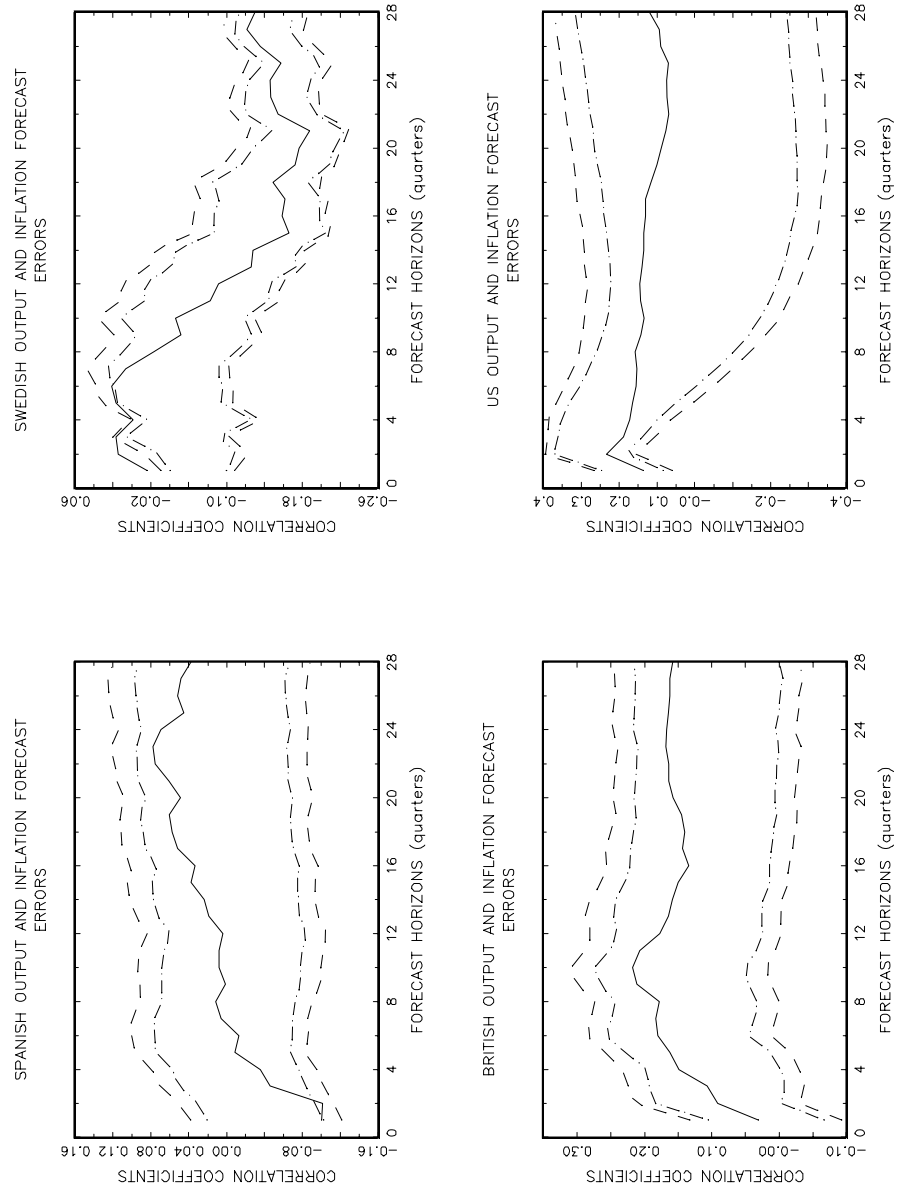 SPANISH OUTPUT AND INFLATION FORECAST
ERRORS
CORRELATION COEFFICIENTS
0.16
0.12
0.08
0.04
0.00
-0.08
-0.16
0 4 8 12 16 20 24 28
FORECAST HORIZONS (quarters)
SWEDISH OUTPUT AND INFLATION FORECAST
ERRORS
CORRELATION COEFFICIENTS
0.06
-0.02
-0.10
-0.18
-0.26
0 4 8 12 16 20 24 28
FORECAST HORIZONS (quarters)
BRITISH OUTPUT AND INFLATION FORECAST
ERRORS
CORRELATION COEFFICIENTS
0.30
0.20
0.10
-0.00
-0.10
0 4 8 12 16 20 24 28
FORECAST HORIZONS (quarters)
US OUTPUT AND INFLATION FORECAST
ERRORS
CORRELATION COEFFICIENTS
0.4
0.3
0.2
0.1
-0.0
-0.2
-0.4
0 4 8 12 16 20 24 28
FORECAST HORIZONS (quarters)